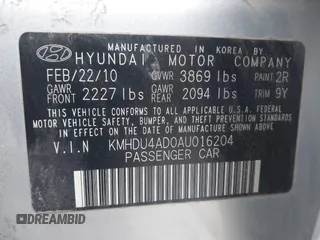 MANUFACTURED IN KOREA BY
HYUNDAI MOTOR COMPANY
FEB/22/10 GVWR 3869 lbs PAINT 2R
GAWR FRONT 2227 lbs GAWR REAR 2094 lbs TRIM 9Y
THIS VEHICLE CONFORMS TO ALL APPLICABLE U.S.A. FEDERAL
MOTOR VEHICLE SAFETY, BUMPER, AND THEFT PREVENTION
STANDARDS IN EFFECT ON THE DATE OF MANUFACTURE
SHOWN ABOVE.
V.I.N KMHDU4AD0AU016204
PASSENGER CAR
DREAMBID